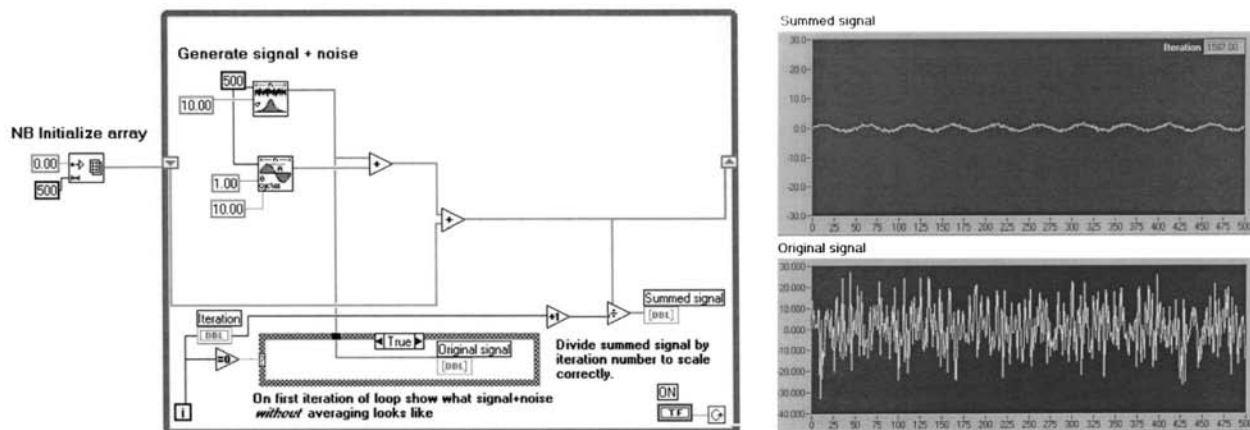 Generate signal + noise
500
10.00
NB Initialize array
0.00
500
1.00
10.00
cycles
+
+
Iteration
DBL
=0
True
Original signal
[DBL]
+1
÷
Summed signal
[DBL]
Divide summed signal by
iteration number to scale
correctly.
i
On first iteration of loop show what signal+noise
without averaging looks like
ON
TF
Summed signal
Iteration 1587.00
30.0
20.0
10.0
0.0
-10.0
-20.0
-30.0
0 25 50 75 100 125 150 175 200 225 250 275 300 325 350 375 400 425 450 475 500
Original signal
30.000
20.000
10.000
0.000
-10.000
-20.000
-30.000
-40.000
0 25 50 75 100 125 150 175 200 225 250 275 300 325 350 375 400 425 450 475 500